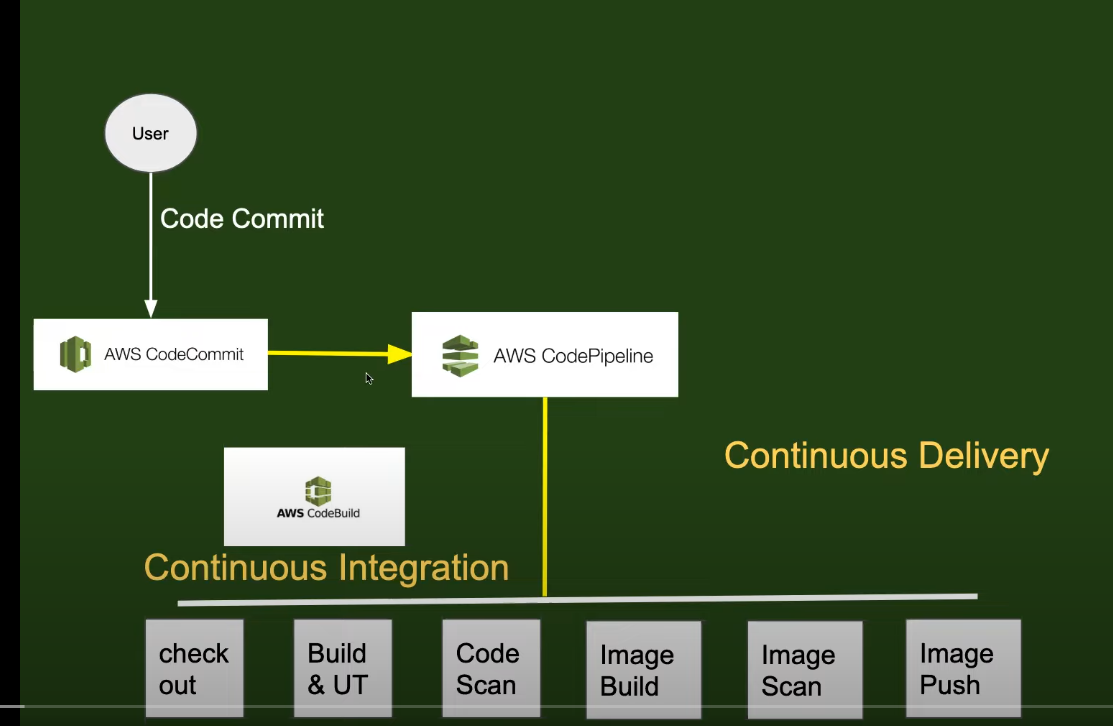 User
Code Commit
AWS CodeCommit
AWS CodePipeline
Continuous Delivery
AWS CodeBuild
Continuous Integration
check
out
Build
& UT
Code
Scan
Image
Build
Image
Scan
Image
Push